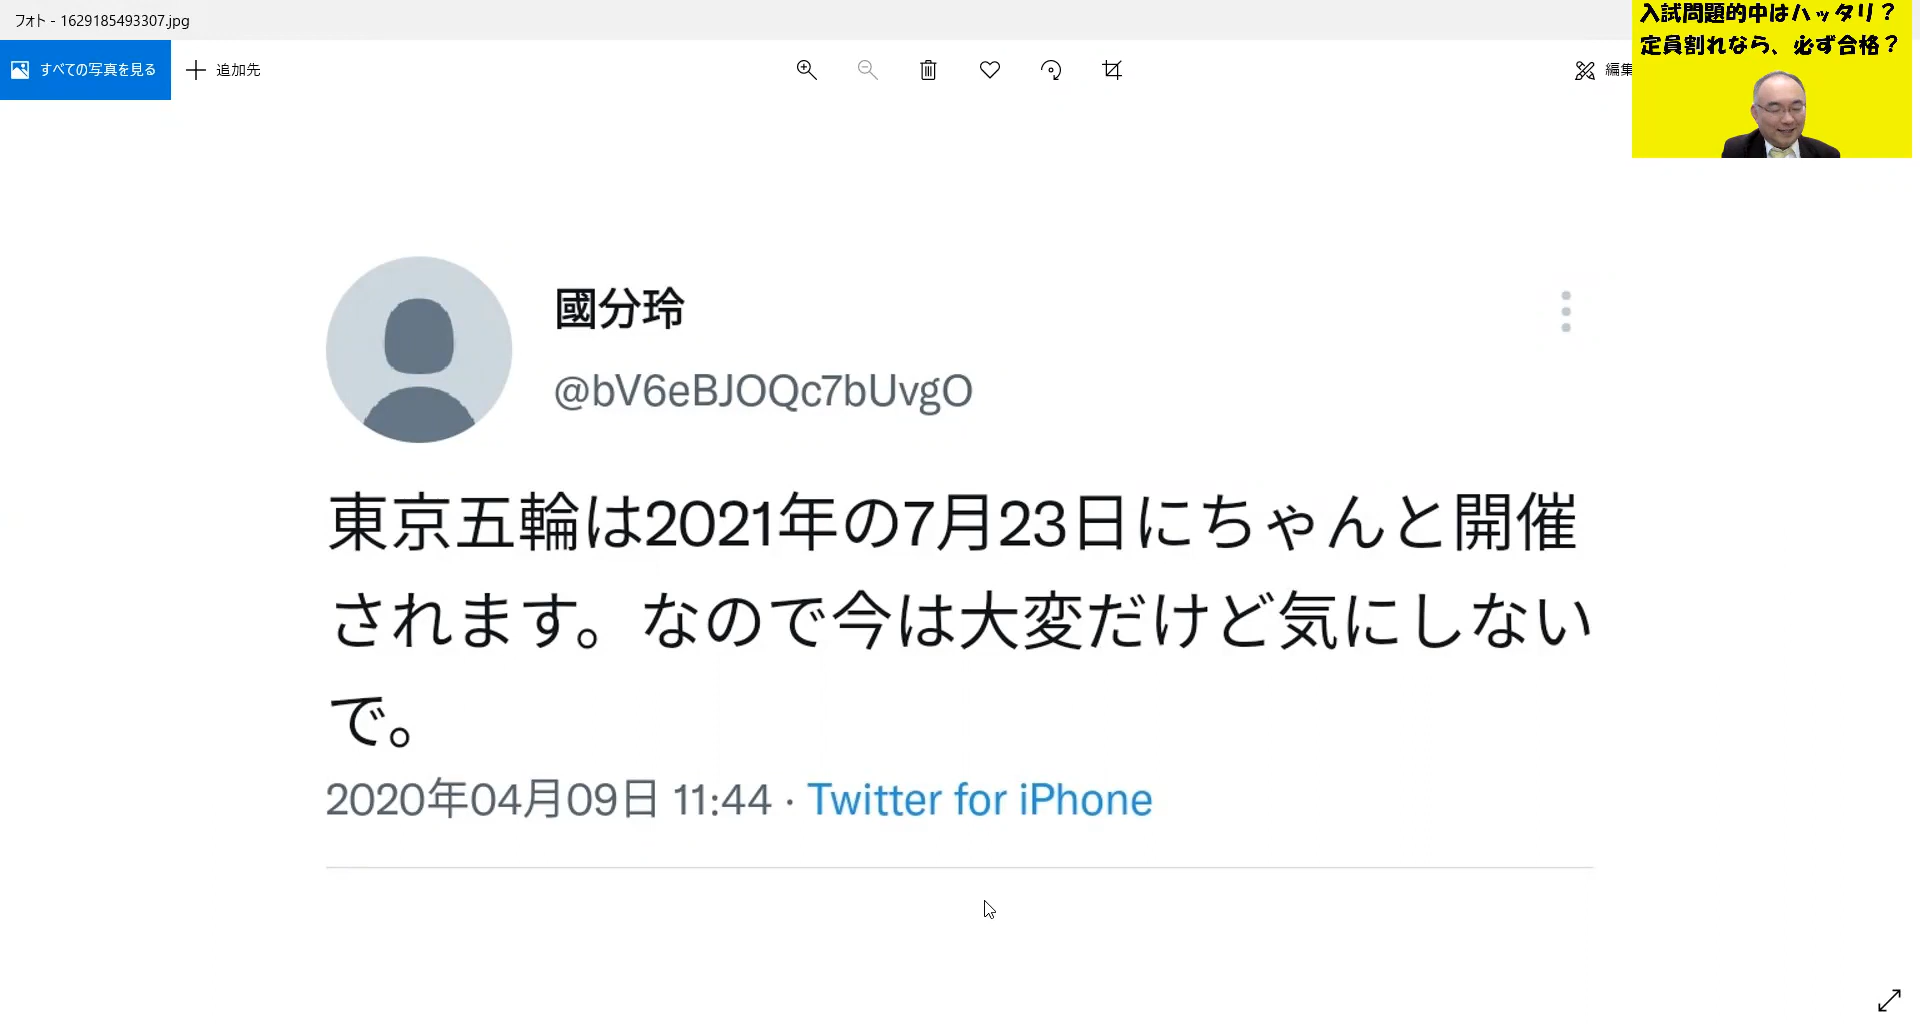 フォト - 1629185493307.jpg
すべての写真を見る
追加先
編集
入試問題的中はハッタリ？
定員割れなら、必ず合格？
國分玲
@bV6eBJOQc7bUvgO
東京五輪は2021年の7月23日にちゃんと開催
されます。なので今は大変だけど気にしない
で。
2020年04月09日 11:44 · Twitter for iPhone